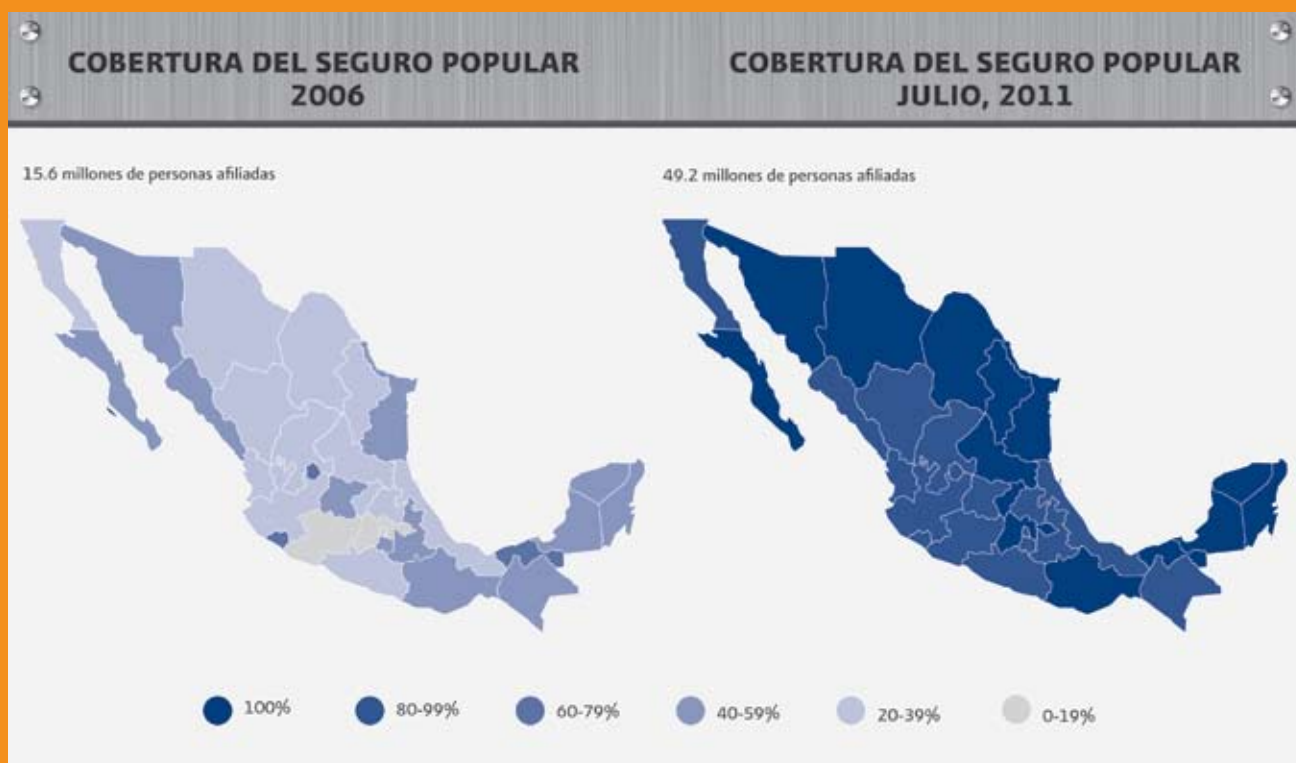 COBERTURA DEL SEGURO POPULAR
2006
COBERTURA DEL SEGURO POPULAR
JULIO, 2011
15.6 millones de personas afiliadas
49.2 millones de personas afiliadas
100%
80-99%
60-79%
40-59%
20-39%
0-19%